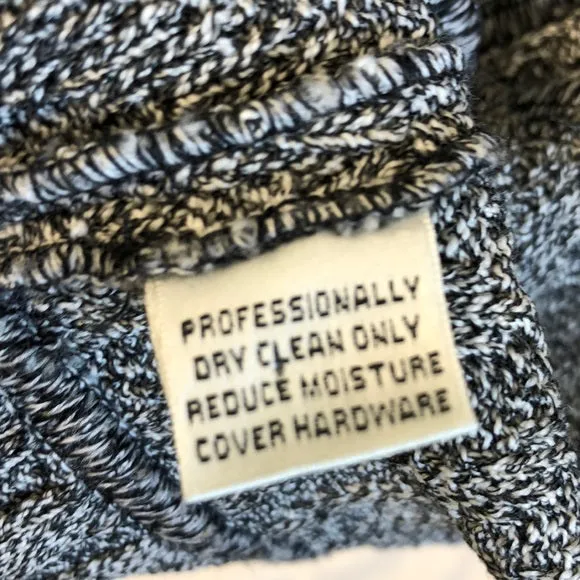 PROFESSIONALLY
DRY CLEAN ONLY
REDUCE MOISTURE
COVER HARDWARE